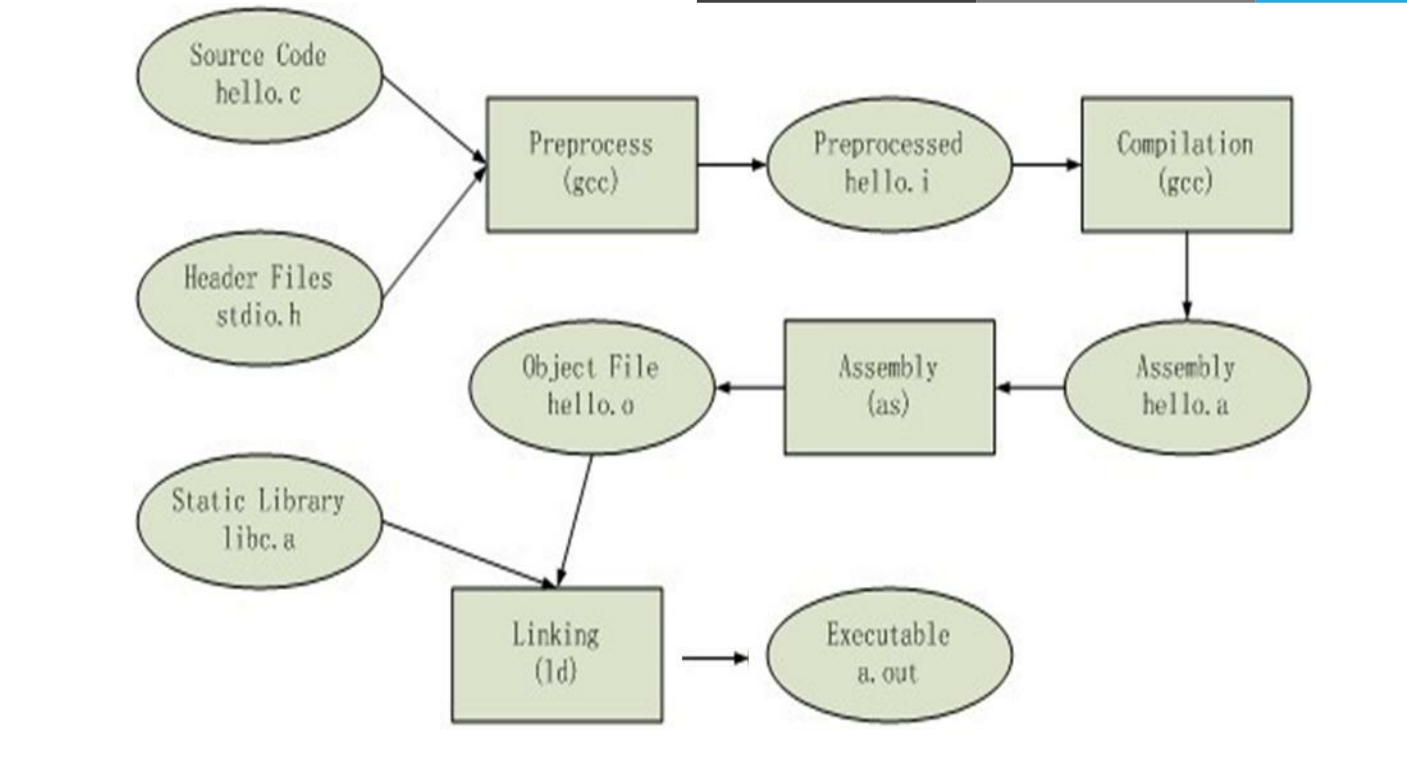 Source Code
hello.c
Preprocess
(gcc)
Preprocessed
hello.i
Compilation
(gcc)
Header Files
stdio.h
Object File
hello.o
Assembly
(as)
Assembly
hello.a
Static Library
libc.a
Linking
(ld)
Executable
a.out